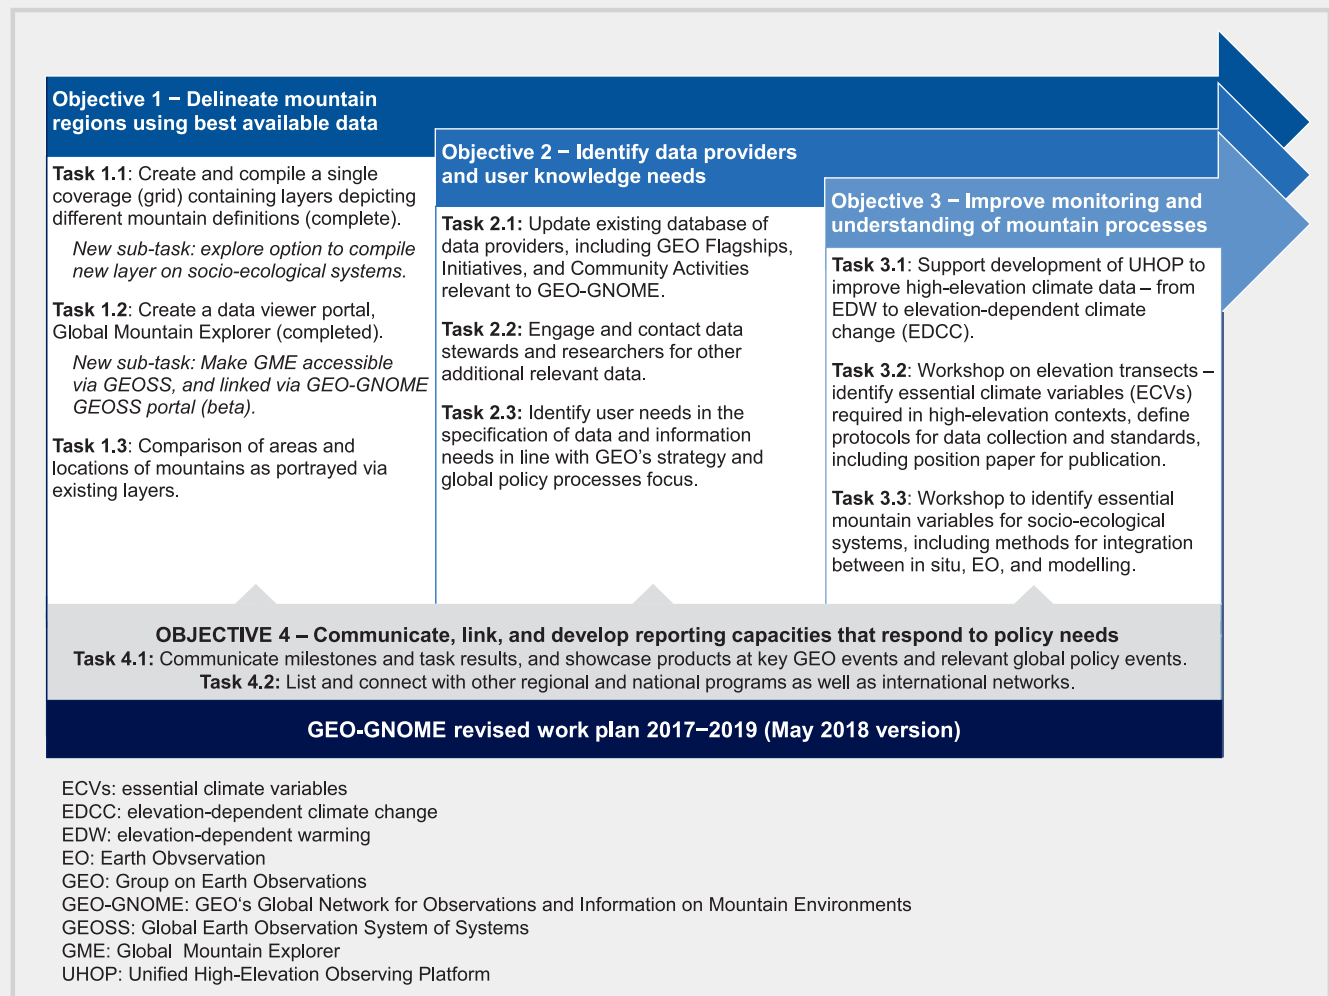 Objective 1 – Delineate mountain
regions using best available data
Task 1.1: Create and compile a single
coverage (grid) containing layers depicting
different mountain definitions (complete).
New sub-task: explore option to compile
new layer on socio-ecological systems.
Task 1.2: Create a data viewer portal,
Global Mountain Explorer (completed).
New sub-task: Make GME accessible
via GEOSS, and linked via GEO-GNOME
GEOSS portal (beta).
Task 1.3: Comparison of areas and
locations of mountains as portrayed via
existing layers.
Objective 2 – Identify data providers
and user knowledge needs
Task 2.1: Update existing database of
data providers, including GEO Flagships,
Initiatives, and Community Activities
relevant to GEO-GNOME.
Task 2.2: Engage and contact data
stewards and researchers for other
additional relevant data.
Task 2.3: Identify user needs in the
specification of data and information
needs in line with GEO’s strategy and
global policy processes focus.
Objective 3 – Improve monitoring and
understanding of mountain processes
Task 3.1: Support development of UHOP to
improve high-elevation climate data – from
EDW to elevation-dependent climate
change (EDCC).
Task 3.2: Workshop on elevation transects –
identify essential climate variables (ECVs)
required in high-elevation contexts, define
protocols for data collection and standards,
including position paper for publication.
Task 3.3: Workshop to identify essential
mountain variables for socio-ecological
systems, including methods for integration
between in situ, EO, and modelling.
OBJECTIVE 4 – Communicate, link, and develop reporting capacities that respond to policy needs
Task 4.1: Communicate milestones and task results, and showcase products at key GEO events and relevant global policy events.
Task 4.2: List and connect with other regional and national programs as well as international networks.
GEO-GNOME revised work plan 2017–2019 (May 2018 version)
ECVs: essential climate variables
EDCC: elevation-dependent climate change
EDW: elevation-dependent warming
EO: Earth Obvservation
GEO: Group on Earth Observations
GEO-GNOME: GEO‘s Global Network for Observations and Information on Mountain Environments
GEOSS: Global Earth Observation System of Systems
GME: Global  Mountain Explorer
UHOP: Unified High-Elevation Observing Platform